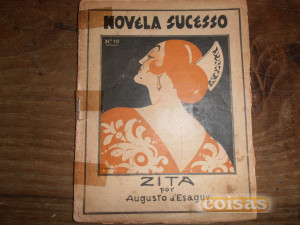 NOVELA SUCESSO
Nº 10
ZITA
por
Augusto d'Esaguy
coisas